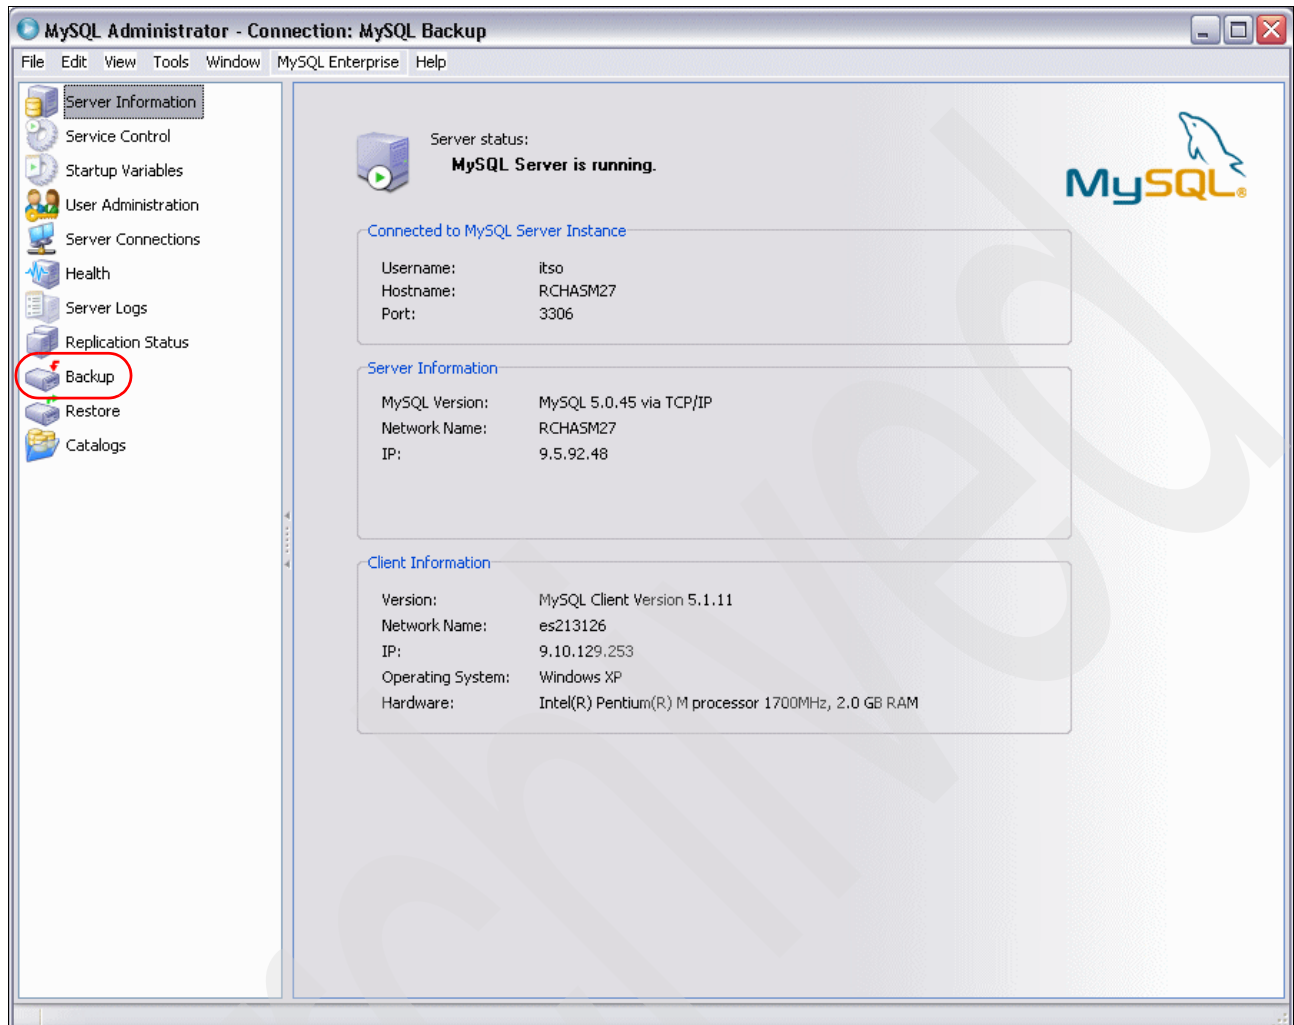 MySQL Administrator - Connection: MySQL Backup
File Edit View Tools Window MySQL Enterprise Help
Server Information
Service Control
Startup Variables
User Administration
Server Connections
Health
Server Logs
Replication Status
Backup
Restore
Catalogs
Server status:
MySQL Server is running.
MySQL®
Connected to MySQL Server Instance
Username: itso
Hostname: RCHASM27
Port: 3306
Server Information
MySQL Version: MySQL 5.0.45 via TCP/IP
Network Name: RCHASM27
IP: 9.5.92.48
Client Information
Version: MySQL Client Version 5.1.11
Network Name: es213126
IP: 9.10.129.253
Operating System: Windows XP
Hardware: Intel(R) Pentium(R) M processor 1700MHz, 2.0 GB RAM